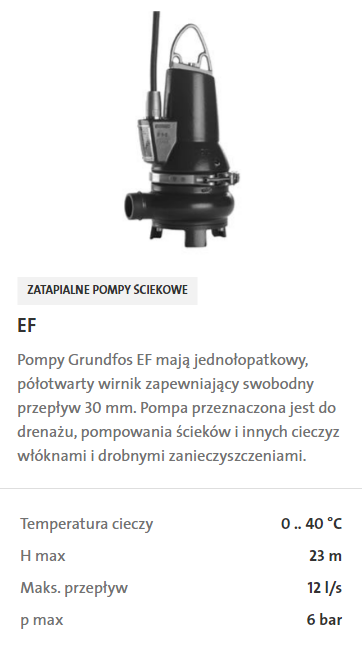 ZATAPIALNE POMPY ŚCIEKOWE
EF
Pompy Grundfos EF mają jednołopatkowy,
półotwarty wirnik zapewniający swobodny
przepływ 30 mm. Pompa przeznaczona jest do
drenażu, pompowania ścieków i innych cieczyz
włóknami i drobnymi zanieczyszczeniami.
Temperatura cieczy 0 .. 40 °C
H max 23 m
Maks. przepływ 12 l/s
p max 6 bar